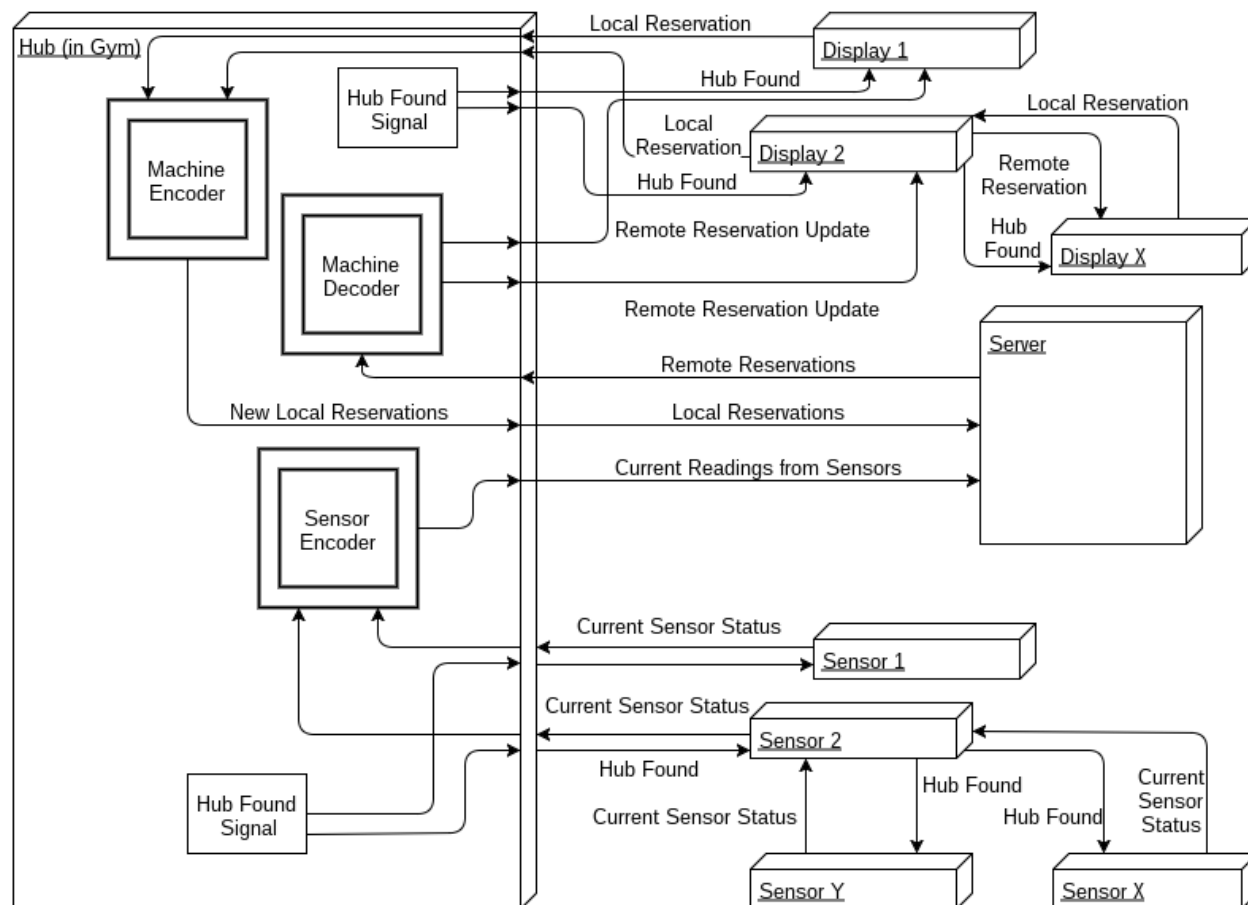 Hub (in Gym)
Local Reservation
Display 1
Hub Found
Signal
Hub Found
Local Reservation
Machine
Encoder
Local
Reservation
Display 2
Remote
Reservation
Hub Found
Machine
Decoder
Remote Reservation Update
Hub
Found
Display X
Remote Reservation Update
Server
Remote Reservations
New Local Reservations
Local Reservations
Current Readings from Sensors
Sensor
Encoder
Current Sensor Status
Sensor 1
Current Sensor Status
Sensor 2
Hub Found
Hub Found
Signal
Current Sensor Status
Hub Found
Hub Found
Current
Sensor
Status
Sensor Y
Sensor X